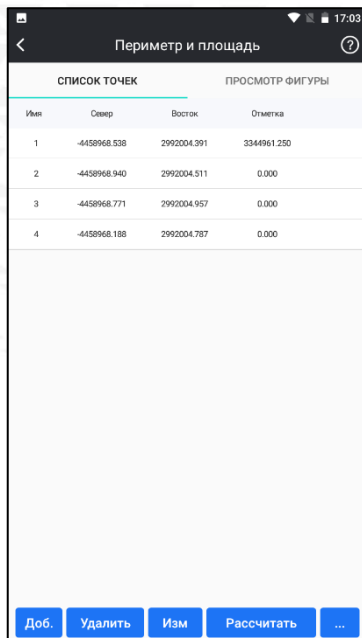 17:03
Периметр и площадь
СПИСОК ТОЧЕК ПРОСМОТР ФИГУРЫ
Имя Север Восток Отметка
1 -4458968.538 2992004.391 3344961.250
2 -4458968.940 2992004.511 0.000
3 -4458968.771 2992004.957 0.000
4 -4458968.188 2992004.787 0.000
Доб. Удалить Изм Рассчитать ...